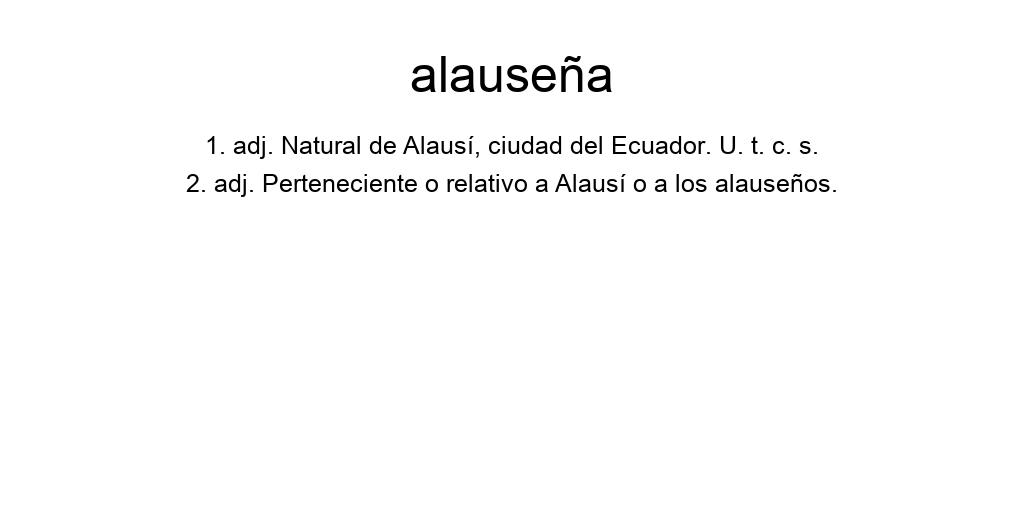 alauseña
1. adj. Natural de Alausí, ciudad del Ecuador. U. t. c. s.
2. adj. Perteneciente o relativo a Alausí o a los alauseños.